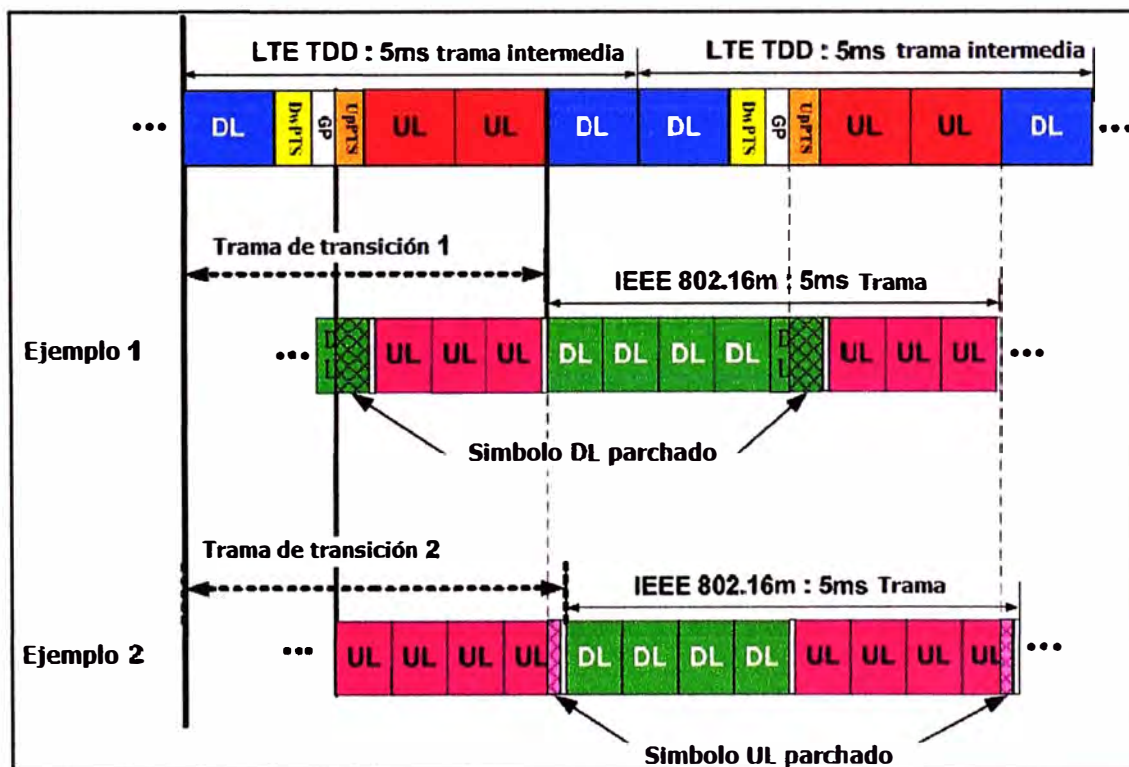 LTE TDD : 5ms trama intermedia LTE TDD : 5ms trama intermedia
••• DL DwPTS GP UpPTS UL UL DL DL DwPTS GP UpPTS UL UL DL •••
Trama de transición 1
IEEE 802.16m : 5ms Trama
Ejemplo 1 ••• DL UL UL UL DL DL DL DL DL UL UL UL •••
Simbolo DL parchado
Trama de transición 2
IEEE 802.16m : 5ms Trama
Ejemplo 2 ••• UL UL UL UL DL DL DL DL UL UL UL UL •••
Simbolo UL parchado